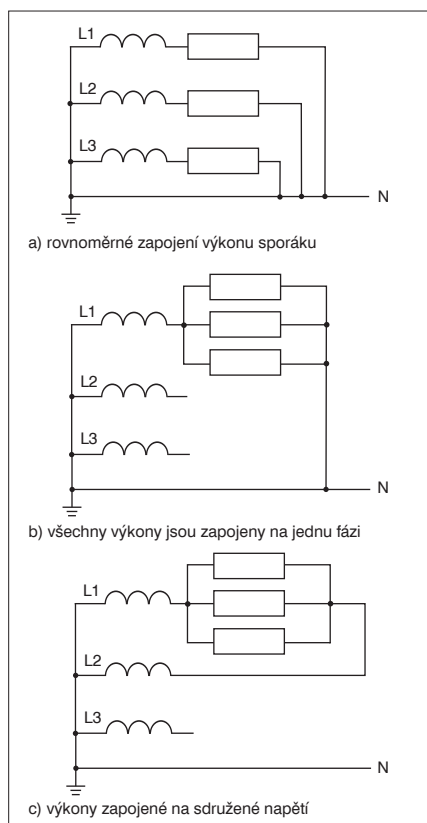 L1
L2
L3
N
a) rovnoměrné zapojení výkonu sporáku
L1
L2
L3
N
b) všechny výkony jsou zapojeny na jednu fázi
L1
L2
L3
N
c) výkony zapojené na sdružené napětí